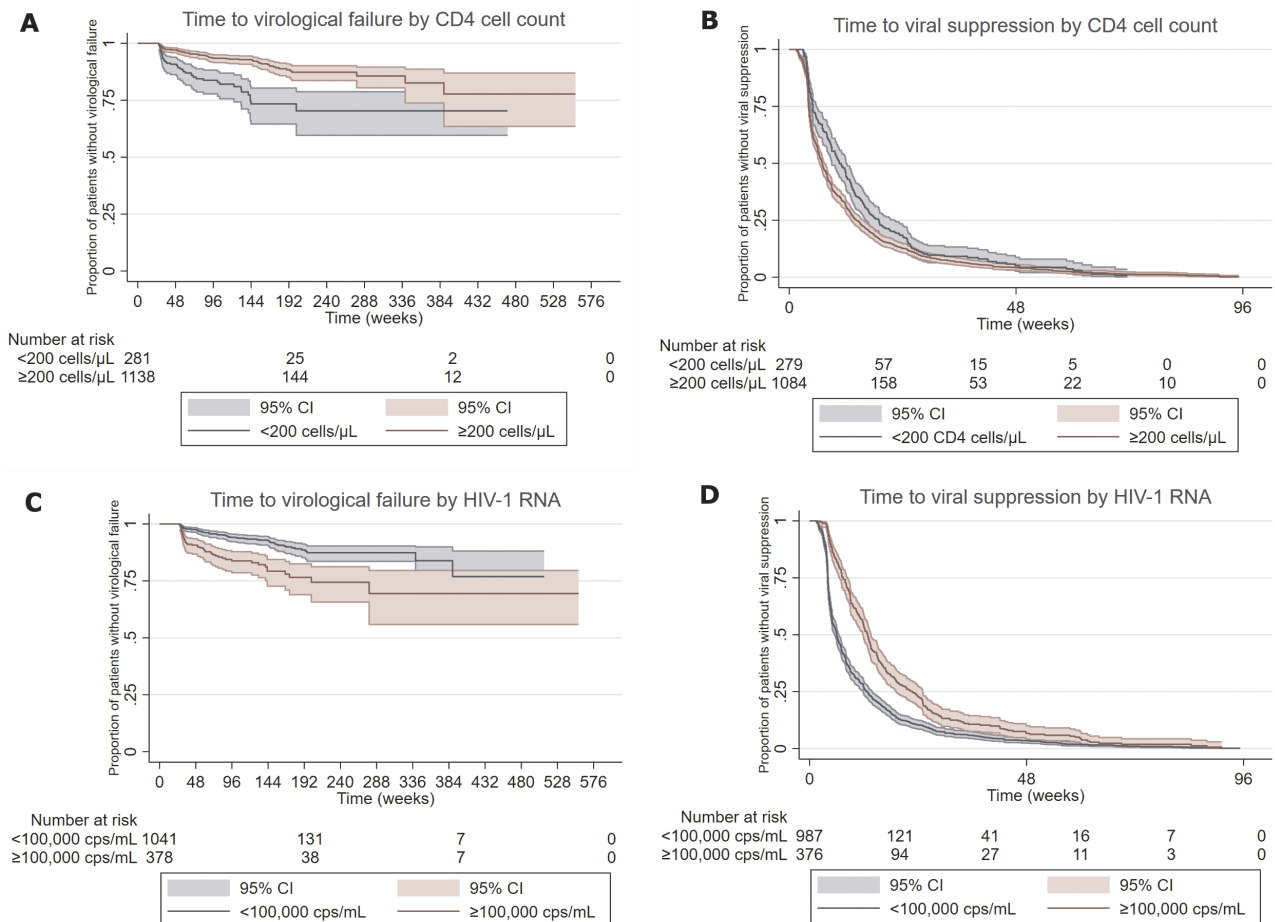 A
Time to virological failure by CD4 cell count
Proportion of patients without virological failure
1
.75
.5
.25
0
0 48 96 144 192 240 288 336 384 432 480 528 576
Time (weeks)
Number at risk
<200 cells/µL 281 25 2 0
≥200 cells/µL 1138 144 12 0
95% CI 95% CI
<200 cells/µL ≥200 cells/µL
B
Time to viral suppression by CD4 cell count
Proportion of patients without viral suppression
1
.75
.5
.25
0
0 48 96
Time (weeks)
Number at risk
<200 cells/µL 279 57 15 5 0 0
≥200 cells/µL 1084 158 53 22 10 0
95% CI 95% CI
<200 CD4 cells/µL ≥200 cells/µL
C
Time to virological failure by HIV-1 RNA
Proportion of patients without virological failure
1
.75
.5
.25
0
0 48 96 144 192 240 288 336 384 432 480 528 576
Time (weeks)
Number at risk
<100,000 cps/mL 1041 131 7 0
≥100,000 cps/mL 378 38 7 0
95% CI 95% CI
<100,000 cps/mL ≥100,000 cps/mL
D
Time to viral suppression by HIV-1 RNA
Proportion of patients without viral suppression
1
.75
.5
.25
0
0 48 96
Time (weeks)
Number at risk
<100,000 cps/mL 987 121 41 16 7 0
≥100,000 cps/mL 376 94 27 11 3 0
95% CI 95% CI
<100,000 cps/mL ≥100,000 cps/mL